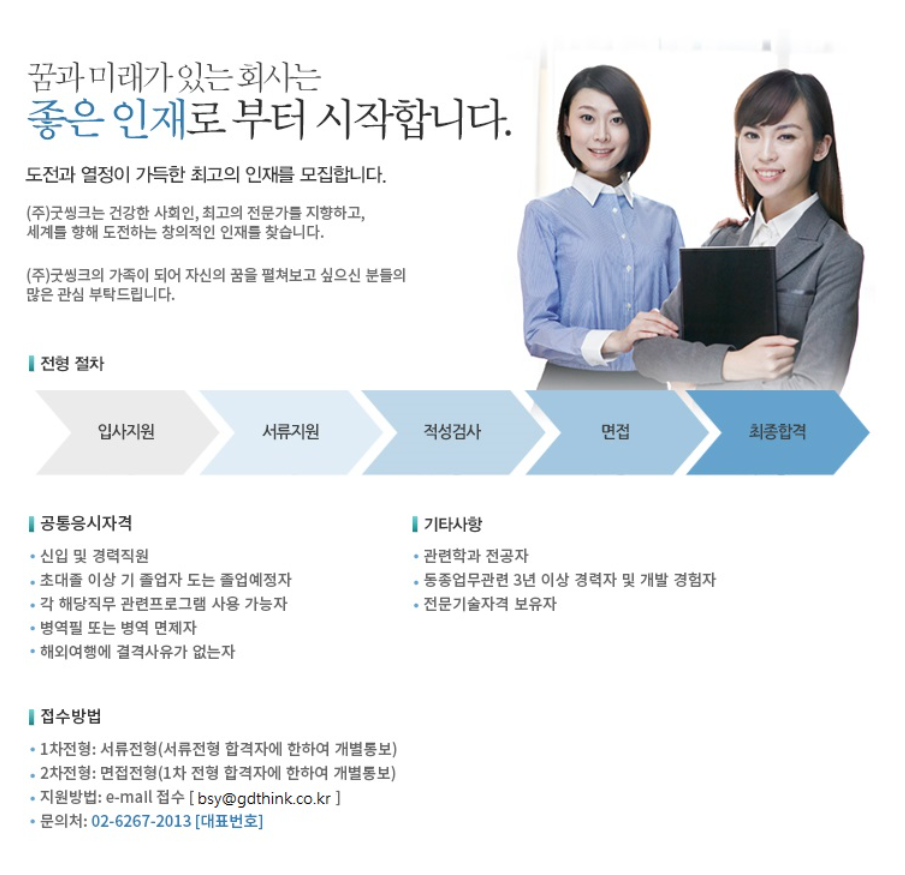 꿈과 미래가 있는 회사는
좋은 인재로 부터 시작합니다.
도전과 열정이 가득한 최고의 인재를 모집합니다.
(주)굿씽크는 건강한 사회인, 최고의 전문가를 지향하고,
세계를 향해 도전하는 창의적인 인재를 찾습니다.
(주)굿씽크의 가족이 되어 자신의 꿈을 펼쳐보고 싶으신 분들의
많은 관심 부탁드립니다.
전형 절차
입사지원
서류지원
적성검사
면접
최종합격
공통응시자격
• 신입 및 경력직원
• 초대졸 이상 기 졸업자 도는 졸업예정자
• 각 해당직무 관련프로그램 사용 가능자
• 병역필 또는 병역 면제자
• 해외여행에 결격사유가 없는자
기타사항
• 관련학과 전공자
• 동종업무관련 3년 이상 경력자 및 개발 경험자
• 전문기술자격 보유자
접수방법
• 1차전형: 서류전형(서류전형 합격자에 한하여 개별통보)
• 2차전형: 면접전형(1차 전형 합격자에 한하여 개별통보)
• 지원방법: e-mail 접수 [ bsy@gdthink.co.kr ]
• 문의처: 02-6267-2013 [대표번호]